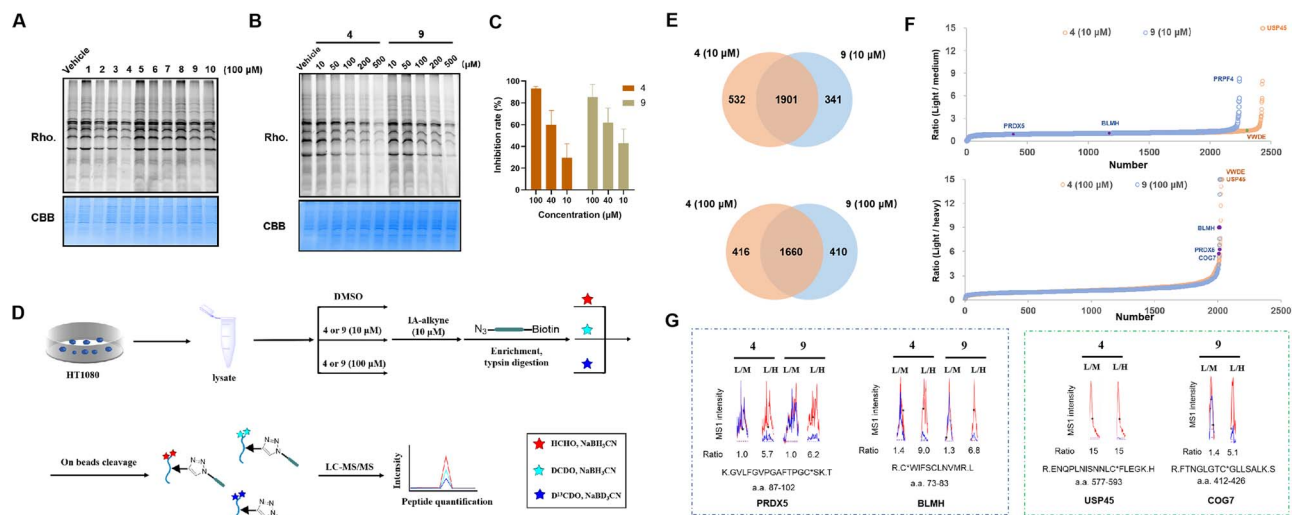 A
Vehicle 1 2 3 4 5 6 7 8 9 10 (100 µM)
Rho.
CBB
B
4 9
Vehicle 10 50 100 200 500 10 50 100 200 500 (µM)
Rho.
CBB
C
4
9
Inhibition rate (%)
100
80
60
40
20
0
100 40 10 100 40 10
Concentration (µM)
D
HT1080
lysate
DMSO
4 or 9 (10 µM)
4 or 9 (100 µM)
IA-alkyne
(10 µM)
N3 Biotin
Enrichment,
typsin digestion
On beads cleavage
N=N
N
N=N
N
N=N
N
LC-MS/MS
Intensity
Peptide quantification
HCHO, NaBH3CN
DCDO, NaBH3CN
D13CDO, NaBD3CN
E
4 (10 µM) 9 (10 µM)
532 1901 341
4 (100 µM) 9 (100 µM)
416 1660 410
F
4 (10 µM) 9 (10 µM)
USP45
PRPF4
PRDX5
BLMH
VWDE
Ratio (Light / medium)
15
12
9
6
3
0
0 500 1000 1500 2000 2500
Number
4 (100 µM) 9 (100 µM)
VWDE
USP45
BLMH
PRDX5
COG7
Ratio (Light / heavy)
15
12
9
6
3
0
0 500 1000 1500 2000 2500
Number
G
4 9
L/M L/H L/M L/H
MS1 intensity
Ratio 1.0 5.7 1.0 6.2
K.GVLFGVPGAFTPGC*SK.T
a.a. 87-102
PRDX5
4 9
L/M L/H L/M L/H
MS1 intensity
Ratio 1.4 9.0 1.3 6.8
R.C*WIFSCLNVMR.L
a.a. 73-83
BLMH
4
L/M L/H
MS1 intensity
Ratio 15 15
R.ENQPLNISNNLC*FLEGK.H
a.a. 577-593
USP45
9
L/M L/H
MS1 intensity
Ratio 1.4 5.1
R.FTNGLGTC*GLLSALK.S
a.a. 412-426
COG7